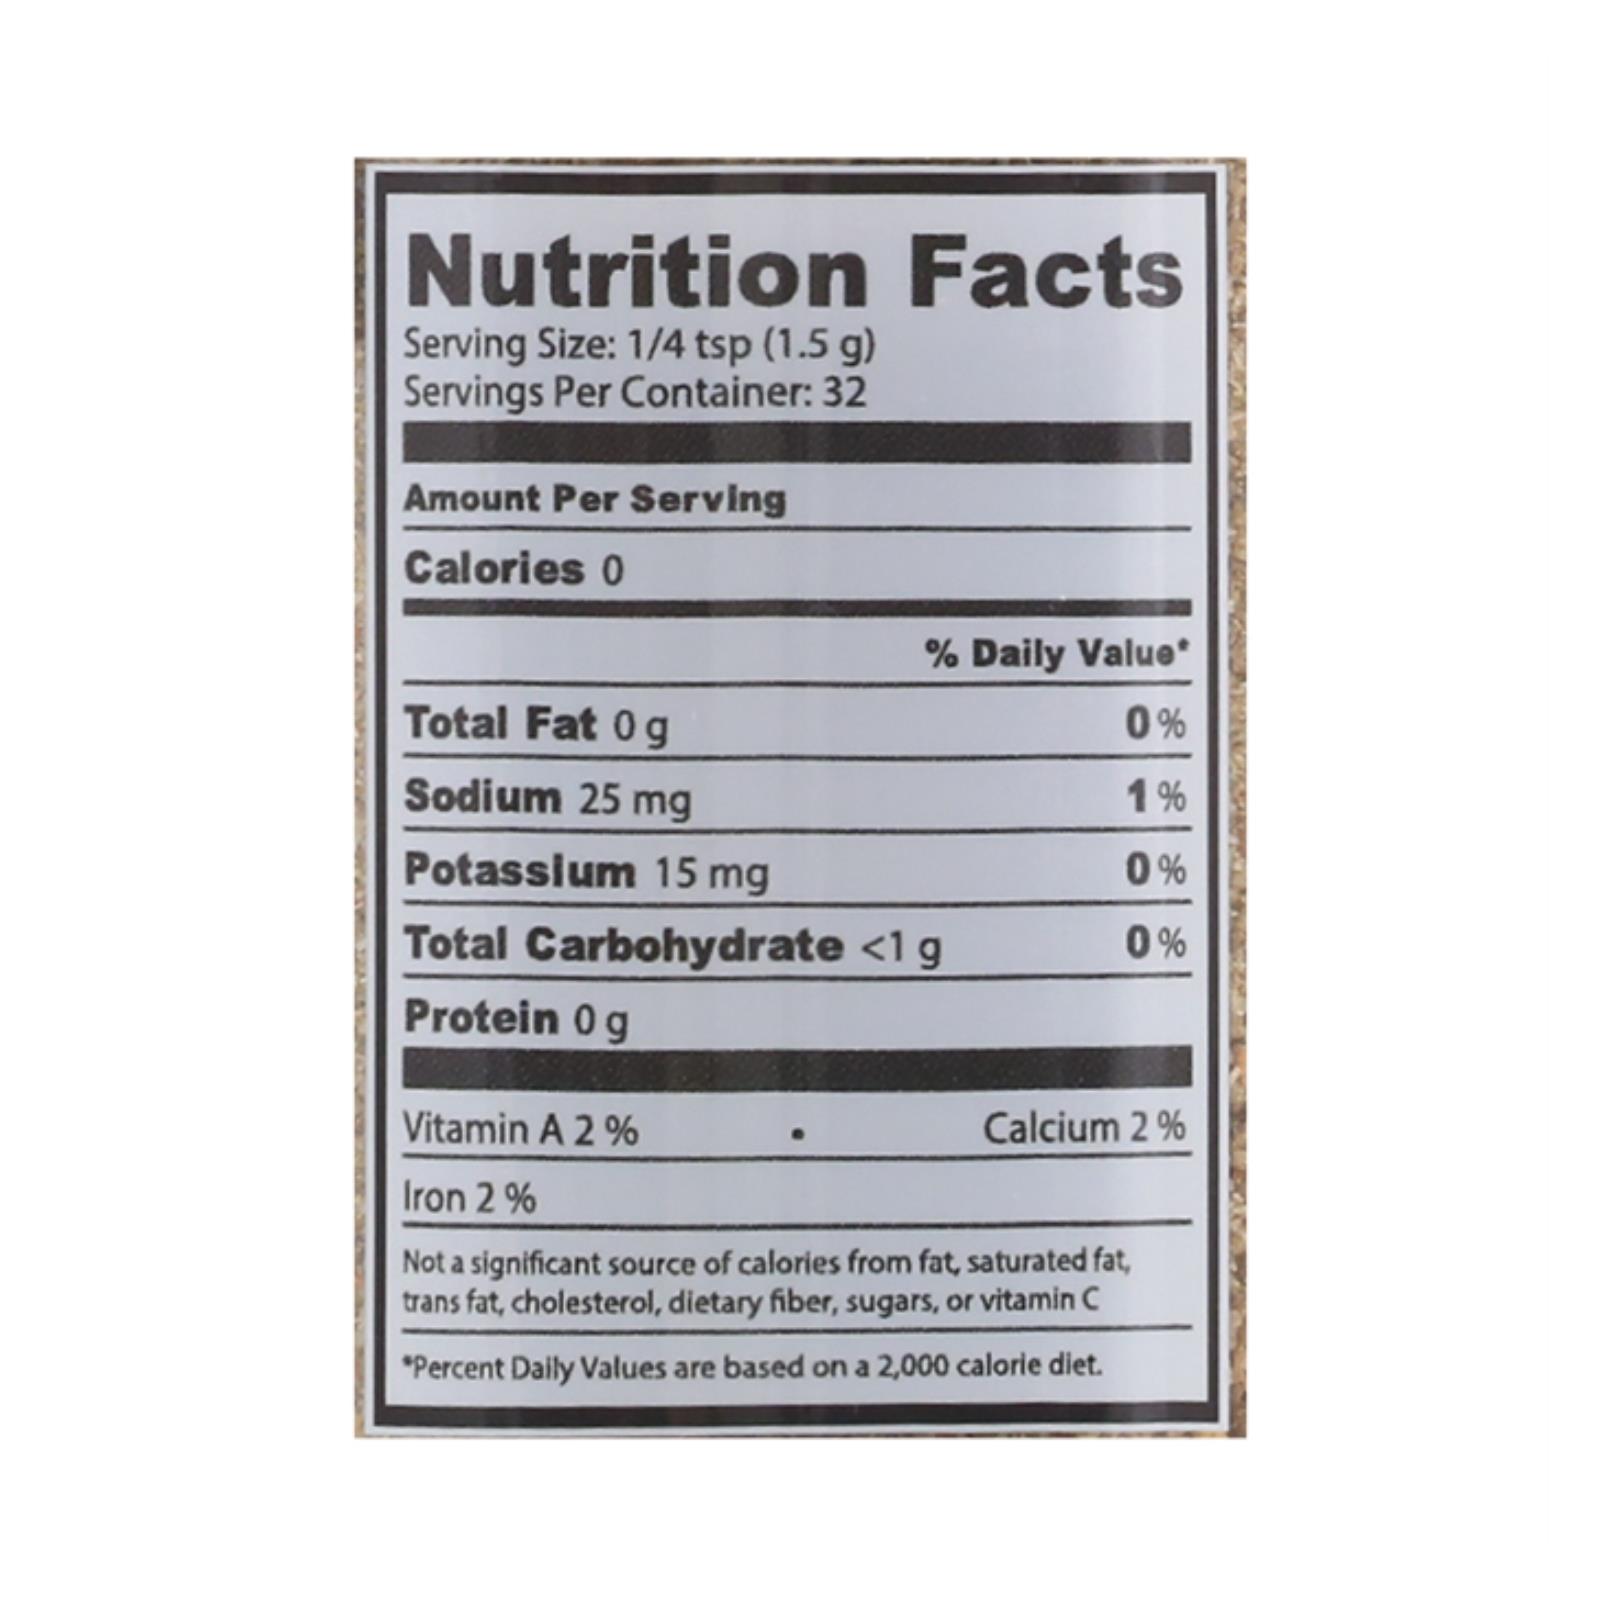 Nutrition Facts
Serving Size: 1/4 tsp (1.5 g)
Servings Per Container: 32
Amount Per Serving
Calories 0
% Daily Value*
Total Fat 0 g 0 %
Sodium 25 mg 1 %
Potassium 15 mg 0 %
Total Carbohydrate <1 g 0 %
Protein 0 g
Vitamin A 2 % • Calcium 2 %
Iron 2 %
Not a significant source of calories from fat, saturated fat,
trans fat, cholesterol, dietary fiber, sugars, or vitamin C
*Percent Daily Values are based on a 2,000 calorie diet.